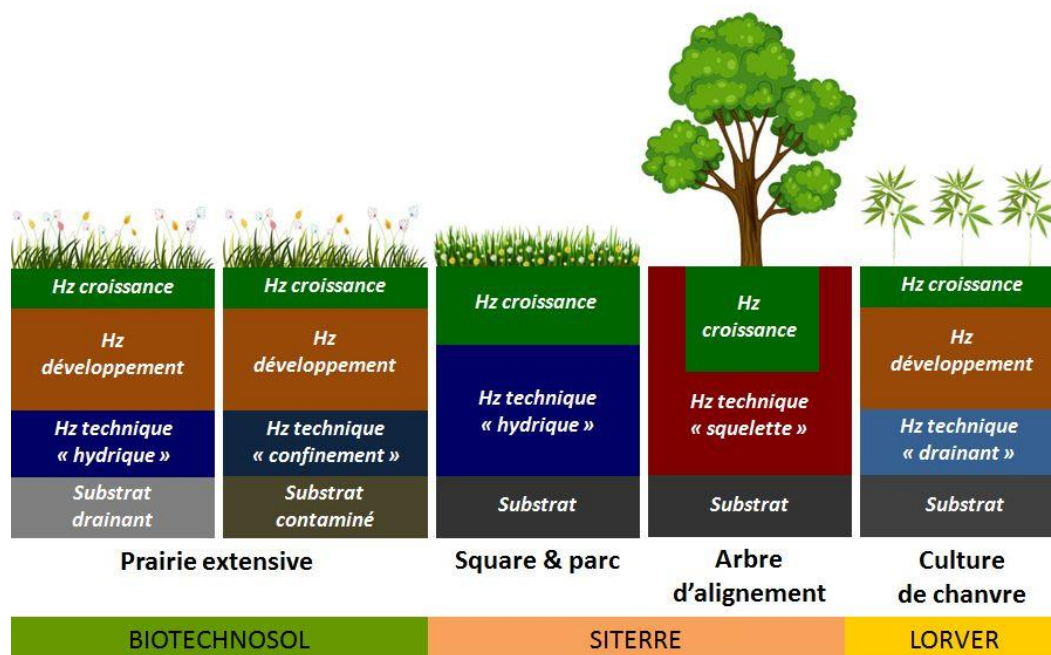 Hz croissance
Hz
développement
Hz technique
« hydrique »
Substrat
drainant
Hz croissance
Hz
développement
Hz technique
« confinement »
Substrat
contaminé
Prairie extensive
Hz croissance
Hz technique
« hydrique »
Substrat
Square & parc
Hz
croissance
Hz technique
« squelette »
Substrat
Arbre
d’alignement
Hz croissance
Hz
développement
Hz technique
« drainant »
Substrat
Culture
de chanvre
BIOTECHNOSOL
SITERRE
LORVER